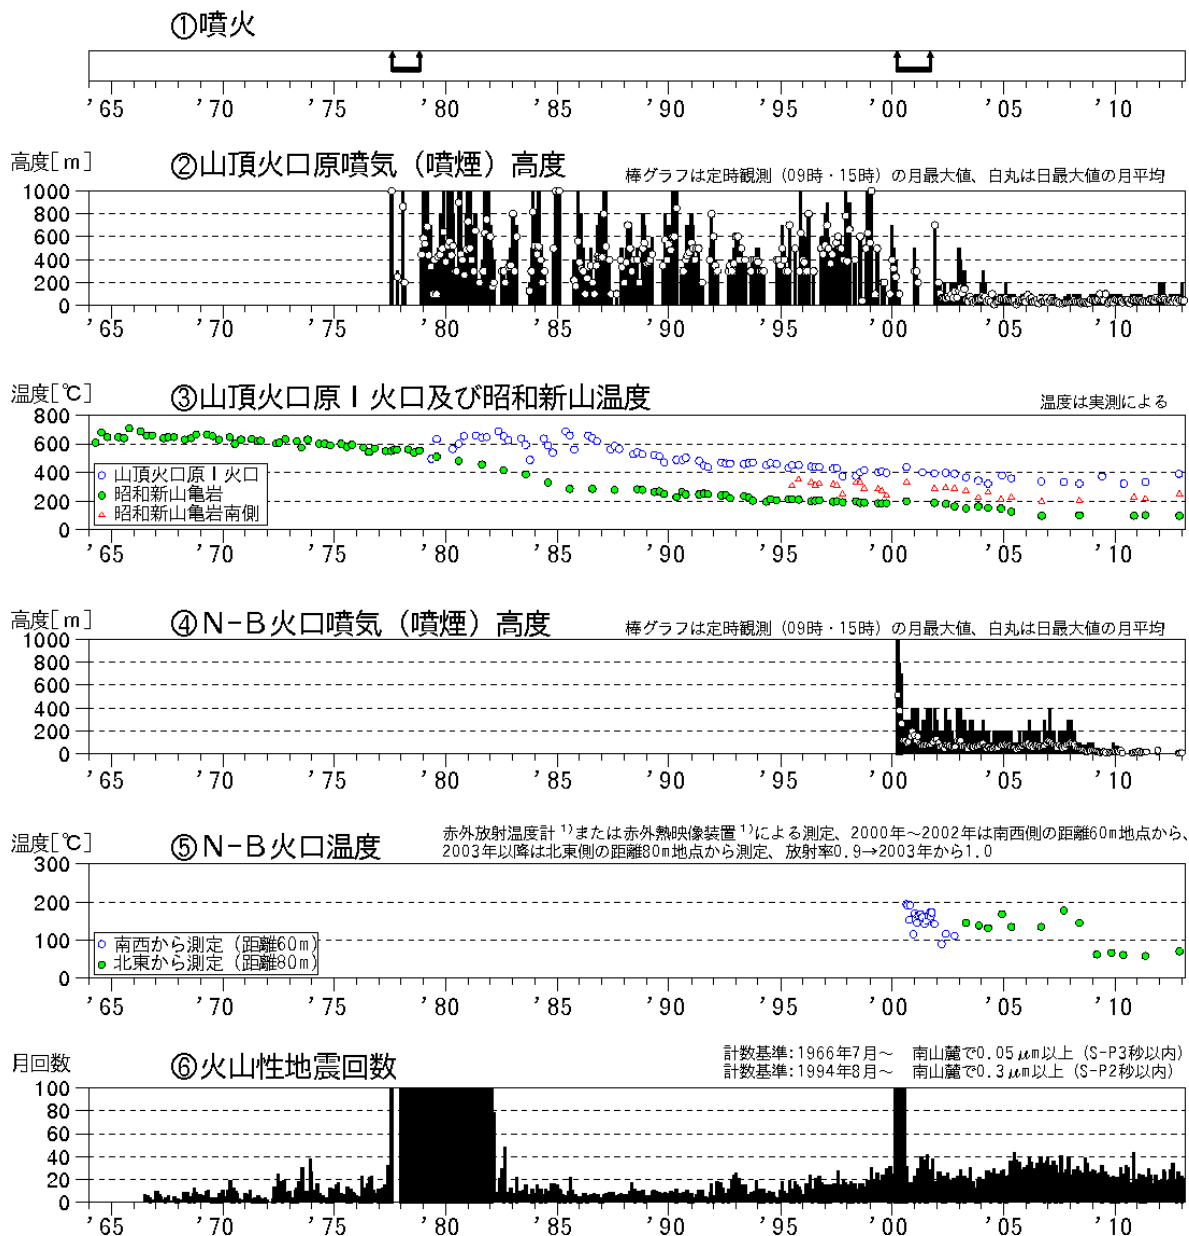 ①噴火
'65 '70 '75 '80 '85 '90 '95 '00 '05 '10
高度[m] ②山頂火口原噴気（噴煙）高度 棒グラフは定時観測（09時・15時）の月最大値、白丸は日最大値の月平均
1000
800
600
400
200
0
'65 '70 '75 '80 '85 '90 '95 '00 '05 '10
温度[℃] ③山頂火口原Ｉ火口及び昭和新山温度 温度は実測による
800
600
400
200
0
山頂火口原Ｉ火口
昭和新山亀岩
昭和新山亀岩南側
'65 '70 '75 '80 '85 '90 '95 '00 '05 '10
高度[m] ④Ｎ−Ｂ火口噴気（噴煙）高度 棒グラフは定時観測（09時・15時）の月最大値、白丸は日最大値の月平均
1000
800
600
400
200
0
'65 '70 '75 '80 '85 '90 '95 '00 '05 '10
温度[℃] ⑤Ｎ−Ｂ火口温度 赤外放射温度計¹⁾または赤外熱映像装置¹⁾による測定、2000年～2002年は南西側の距離60m地点から、
2003年以降は北東側の距離80m地点から測定、放射率0.9→2003年から1.0
300
200
100
0
南西から測定（距離60m）
北東から測定（距離80m）
'65 '70 '75 '80 '85 '90 '95 '00 '05 '10
月回数 ⑥火山性地震回数 計数基準:1966年7月～ 南山麓で0.05μm以上（S-P3秒以内）
計数基準:1994年8月～ 南山麓で0.3μm以上（S-P2秒以内）
100
80
60
40
20
0
'65 '70 '75 '80 '85 '90 '95 '00 '05 '10